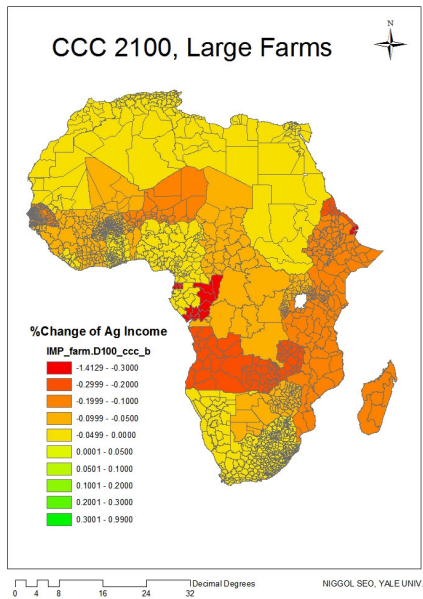 N
CCC 2100, Large Farms
%Change of Ag Income
IMP_farm.D100_ccc_b
-1.4129 - -0.3000
-0.2999 - -0.2000
-0.1999 - -0.1000
-0.0999 - -0.0500
-0.0499 - 0.0000
0.0001 - 0.0500
0.0501 - 0.1000
0.1001 - 0.2000
0.2001 - 0.3000
0.3001 - 0.9900
Decimal Degrees
0 4 8 16 24 32
NIGGOL SEO, YALE UNIV.